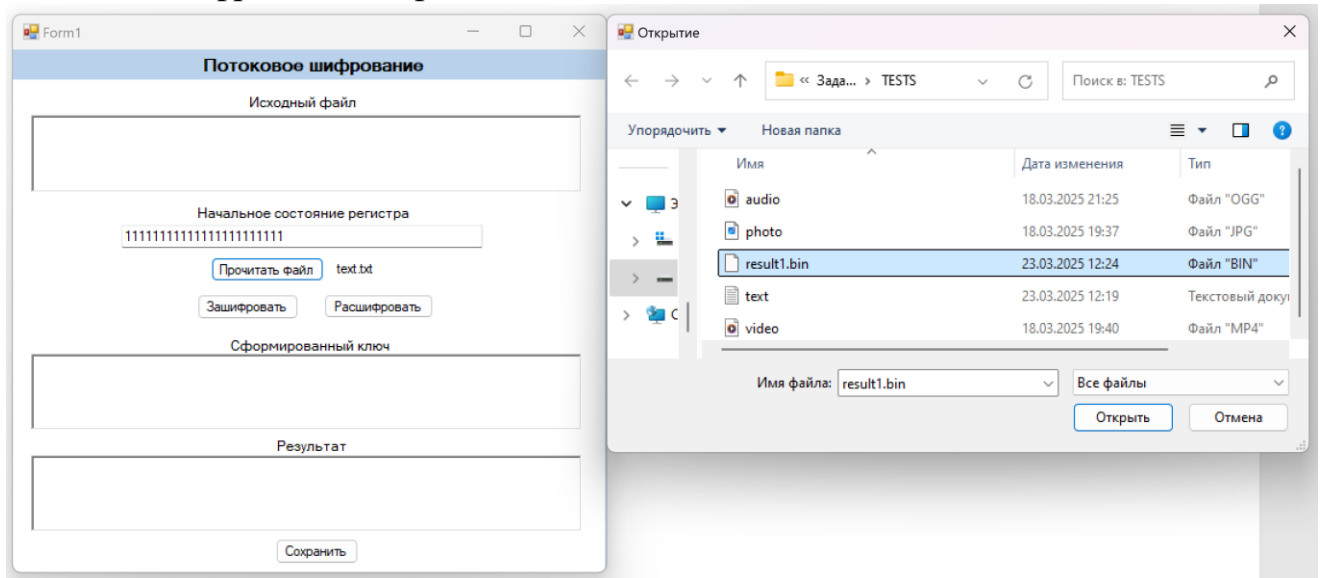 Form1
Потоковое шифрование
Исходный файл
Начальное состояние регистра
11111111111111111111111
Прочитать файл text.txt
Зашифровать Расшифровать
Сформированный ключ
Результат
Сохранить
Открытие
« Зада... > TESTS Поиск в: TESTS
Упорядочить Новая папка
Имя Дата изменения Тип
audio 18.03.2025 21:25 Файл "OGG"
photo 18.03.2025 19:37 Файл "JPG"
result1.bin 23.03.2025 12:24 Файл "BIN"
text 23.03.2025 12:19 Текстовый
video 18.03.2025 19:40 Файл "MP4"
Имя файла: result1.bin Все файлы
Открыть Отмена